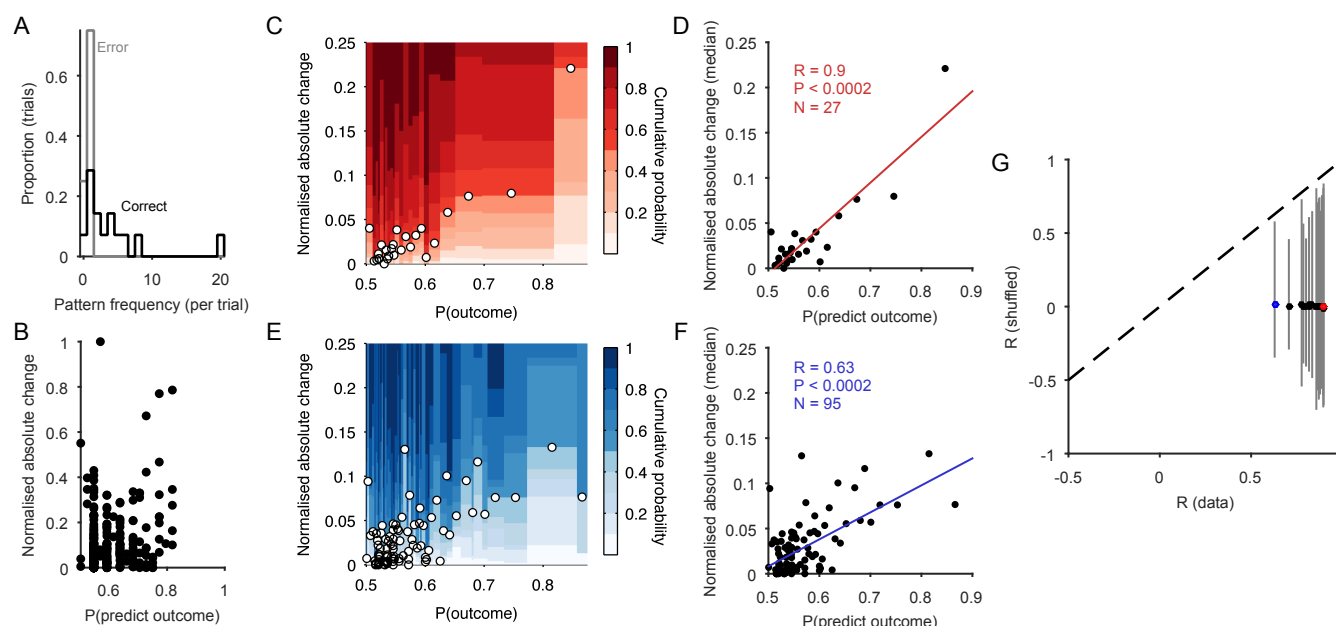 A
Error
Correct
0.6
0.4
0.2
0
0
10
20
Proportion (trials)
Pattern frequency (per trial)
B
1
0.8
0.6
0.4
0.2
0
0.6
0.8
1
Normalised absolute change
P(predict outcome)
C
0.25
0.2
0.15
0.1
0.05
0
0.5
0.6
0.7
0.8
Normalised absolute change
P(outcome)
1
0.8
0.6
0.4
0.2
Cumulative probability
D
R = 0.9
P < 0.0002
N = 27
0.25
0.20
0.15
0.10
0.05
0
0.5
0.6
0.7
0.8
0.9
Normalised absolute change (median)
P(predict outcome)
E
0.25
0.2
0.15
0.1
0.05
0
0.5
0.6
0.7
0.8
Normalised absolute change
P(outcome)
1
0.8
0.6
0.4
0.2
Cumulative probability
F
R = 0.63
P < 0.0002
N = 95
0.25
0.20
0.15
0.10
0.05
0
0.5
0.6
0.7
0.8
0.9
Normalised absolute change (median)
P(predict outcome)
G
1
0.5
0
-0.5
-1
-0.5
0
0.5
R (shuffled)
R (data)